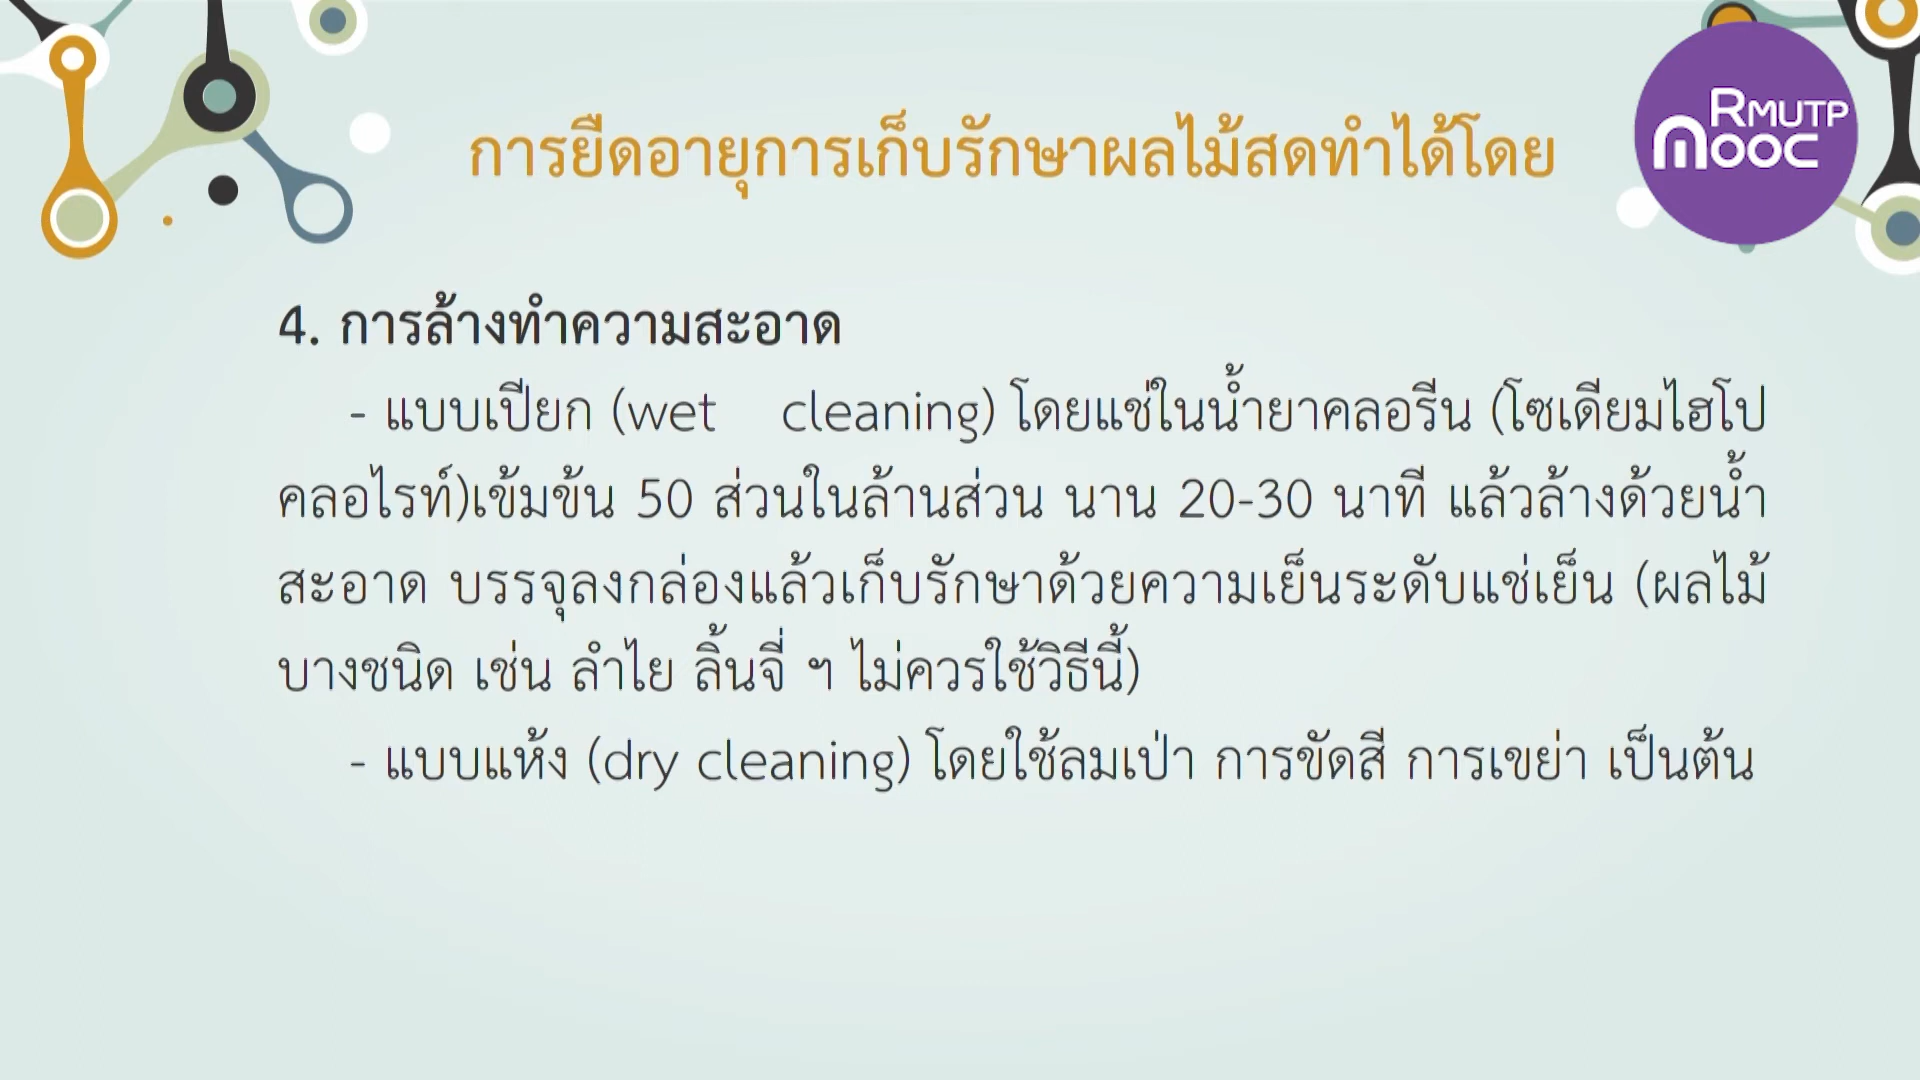 การยืดอายุการเก็บรักษาผลไม้สดทำได้โดย
RMUTP
MOOC
4. การล้างทำความสะอาด
- แบบเปียก (wet cleaning) โดยแช่ในน้ำยาคลอรีน (โซเดียมไฮโป
คลอไรท์)เข้มข้น 50 ส่วนในล้านส่วน นาน 20-30 นาที แล้วล้างด้วยน้ำ
สะอาด บรรจุลงกล่องแล้วเก็บรักษาด้วยความเย็นระดับแช่เย็น (ผลไม้
บางชนิด เช่น ลำไย ลิ้นจี่ ฯ ไม่ควรใช้วิธีนี้)
- แบบแห้ง (dry cleaning) โดยใช้ลมเป่า การขัดสี การเขย่า เป็นต้น